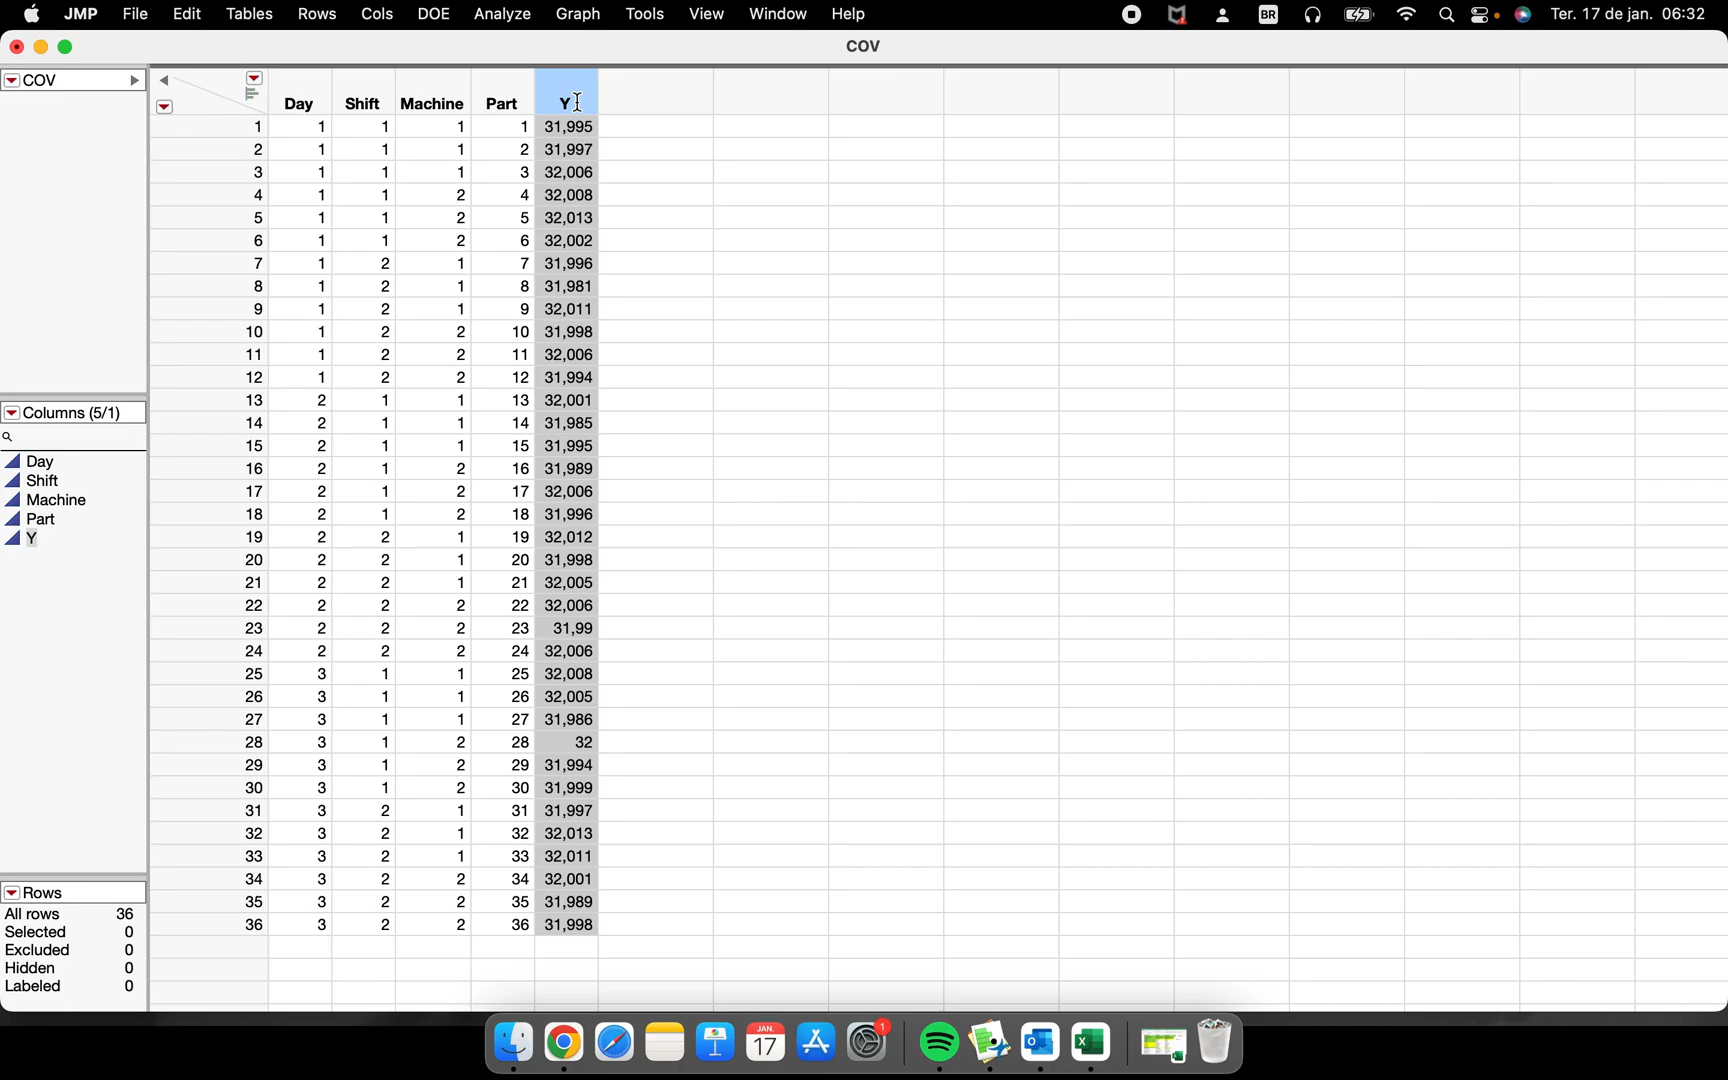 JMP File Edit Tables Rows Cols DOE Analyze Graph Tools View Window Help BR Ter. 17 de jan. 06:32
COV
COV
Day Shift Machine Part Y
1 1 1 1 1 31,995
2 1 1 1 2 31,997
3 1 1 1 3 32,006
4 1 1 2 4 32,008
5 1 1 2 5 32,013
6 1 1 2 6 32,002
7 1 2 1 7 31,996
8 1 2 1 8 31,981
9 1 2 1 9 32,011
10 1 2 2 10 31,998
11 1 2 2 11 32,006
12 1 2 2 12 31,994
13 2 1 1 13 32,001
14 2 1 1 14 31,985
15 2 1 1 15 31,995
16 2 1 2 16 31,989
17 2 1 2 17 32,006
18 2 1 2 18 31,996
19 2 2 1 19 32,012
20 2 2 1 20 31,998
21 2 2 1 21 32,005
22 2 2 2 22 32,006
23 2 2 2 23 31,99
24 2 2 2 24 32,006
25 3 1 1 25 32,008
26 3 1 1 26 32,005
27 3 1 1 27 31,986
28 3 1 2 28 32
29 3 1 2 29 31,994
30 3 1 2 30 31,999
31 3 2 1 31 31,997
32 3 2 1 32 32,013
33 3 2 1 33 32,011
34 3 2 2 34 32,001
35 3 2 2 35 31,989
36 3 2 2 36 31,998
Columns (5/1)
Day
Shift
Machine
Part
Y
Rows
All rows 36
Selected 0
Excluded 0
Hidden 0
Labeled 0
JAN.
17
1